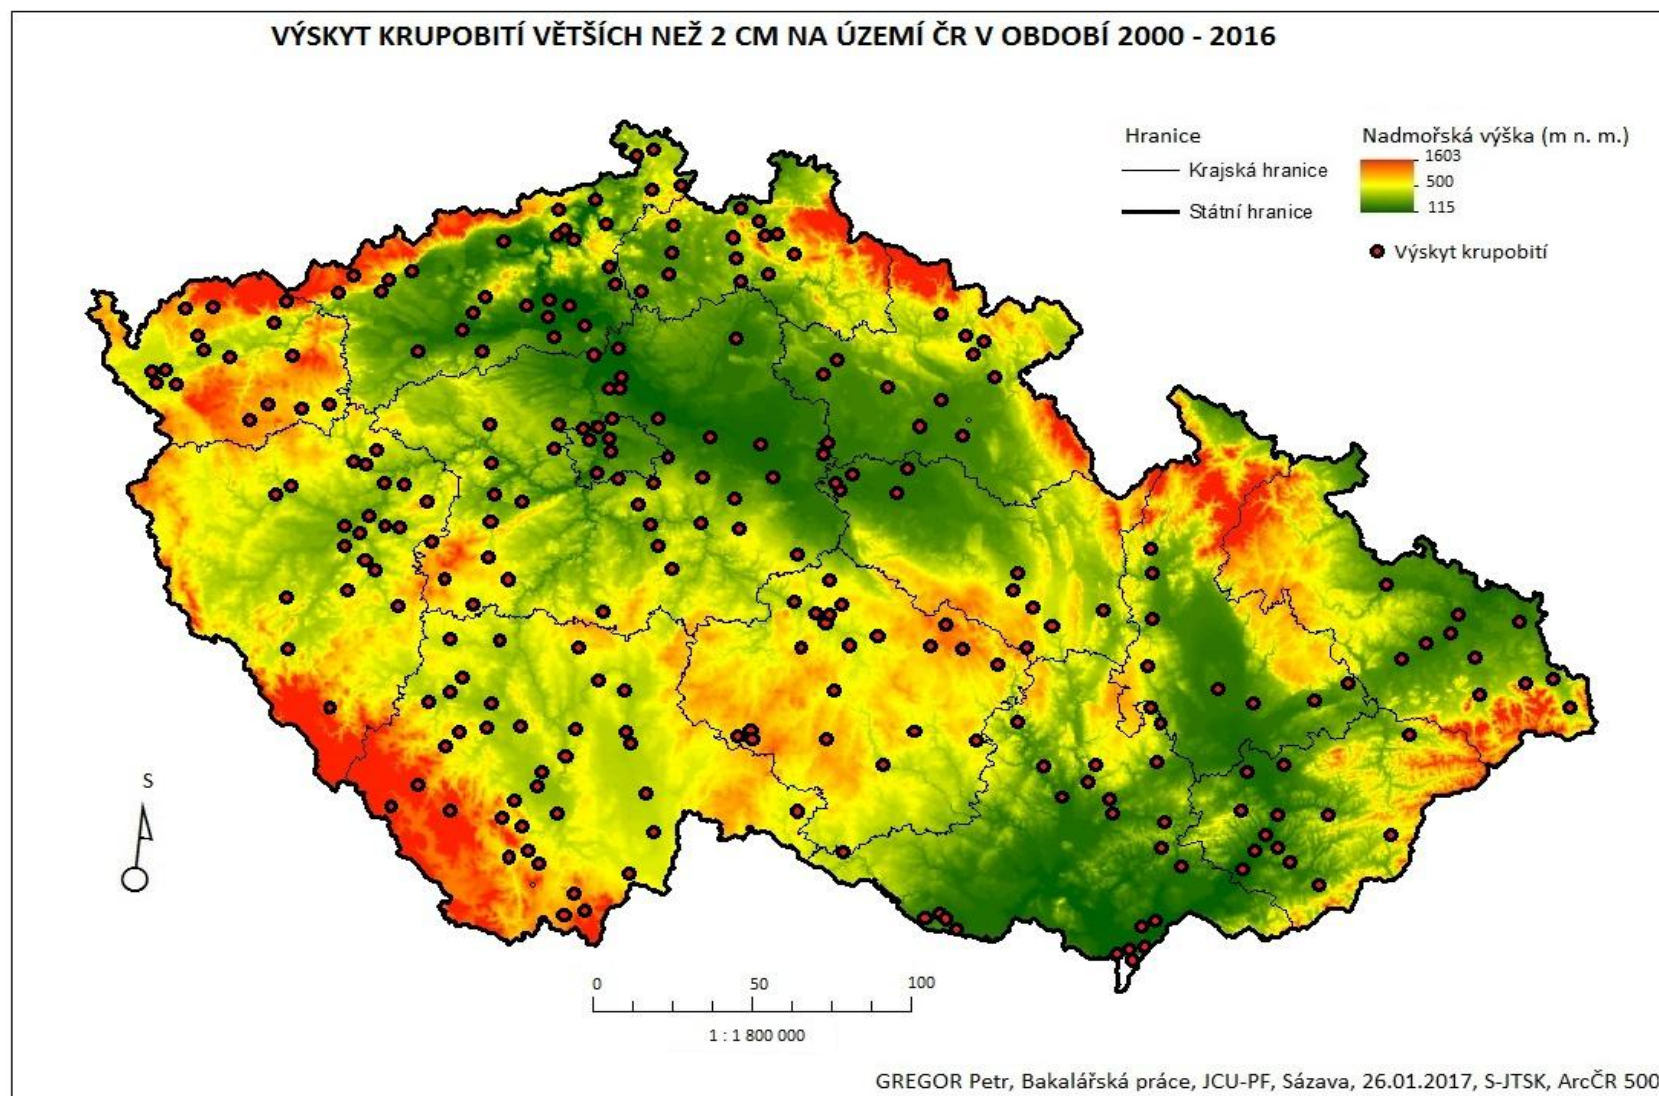 VÝSKYT KRUPOBITÍ VĚTŠÍCH NEŽ 2 CM NA ÚZEMÍ ČR V OBDOBÍ 2000 - 2016
Hranice
Krajská hranice
Státní hranice
Nadmořská výška (m n. m.)
1603
500
115
Výskyt krupobití
S
0 50 100
1 : 1 800 000
GREGOR Petr, Bakalářská práce, JCU-PF, Sázava, 26.01.2017, S-JTSK, ArcČR 500